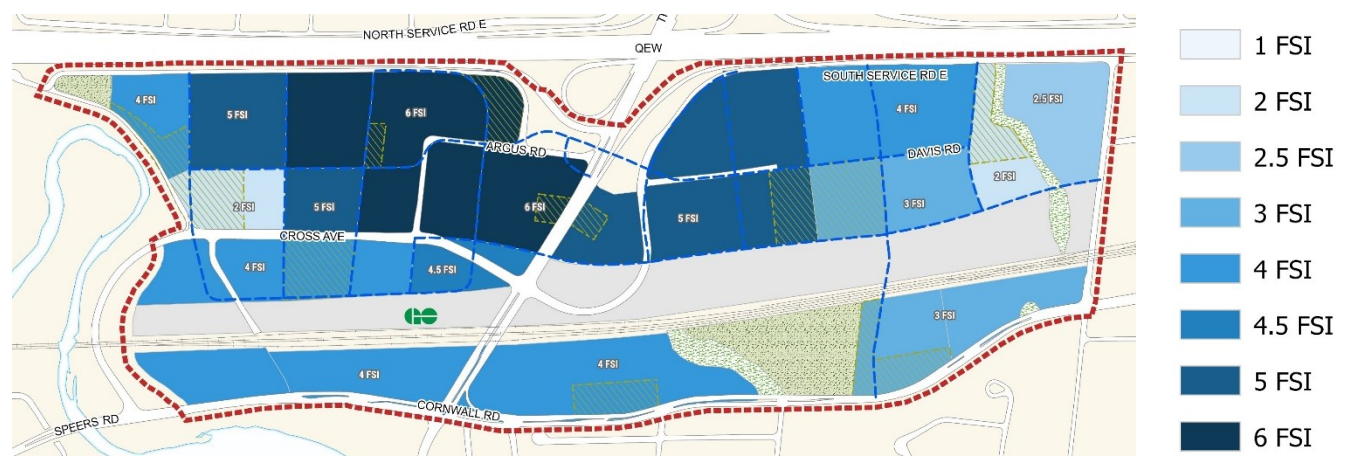 NORTH SERVICE RD E
QEW
SOUTH SERVICE RD E
4 FSI
5 FSI
6 FSI
4 FSI
2.5 FSI
ARGUS RD
DAVIS RD
2 FSI
2 FSI
5 FSI
6 FSI
5 FSI
3 FSI
CROSS AVE
4 FSI
4.5 FSI
GO
3 FSI
4 FSI
4 FSI
CORNWALL RD
SPEERS RD
1 FSI
2 FSI
2.5 FSI
3 FSI
4 FSI
4.5 FSI
5 FSI
6 FSI